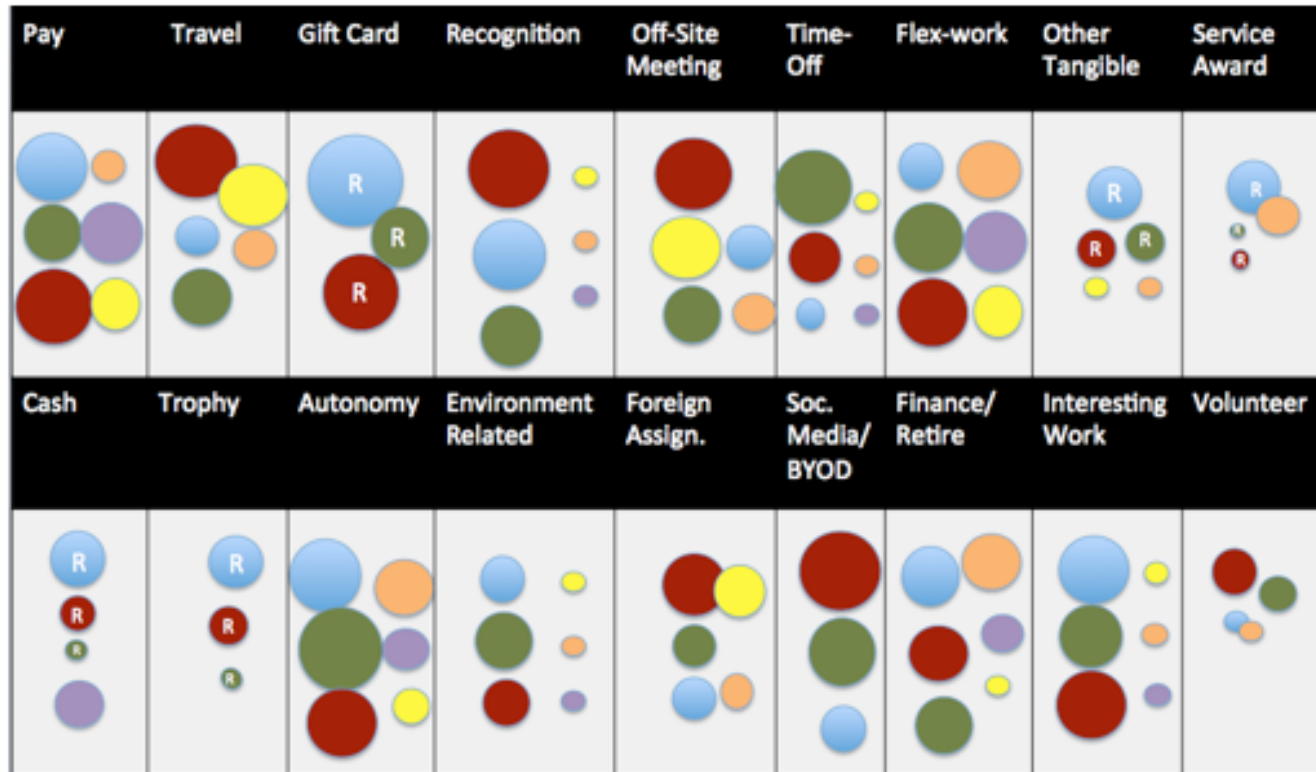 Pay Travel Gift Card Recognition Off-Site Time- Flex-work Other Service
Meeting Off Tangible Award
R R
R R R
R R R
R
Cash Trophy Autonomy Environment Foreign Soc. Finance/ Interesting Volunteer
Related Assign. Media/ Retire Work
BYOD
R R
R R
R R